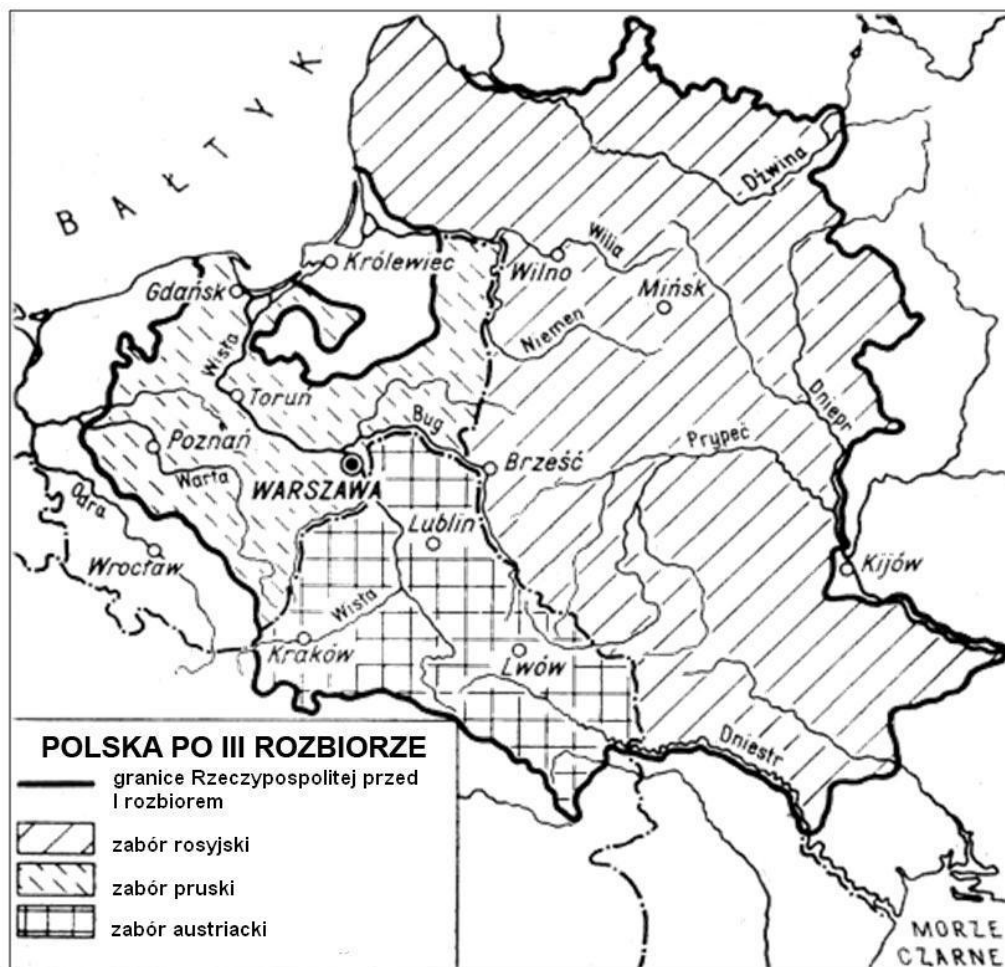 BAŁTYK
Dźwina
Królewiec
Wilno
Wilia
Gdańsk
Mińsk
Niemen
Wisła
Toruń
Dniepr
Bug
Poznań
Prypeć
Brześć
Warta
WARSZAWA
Odra
Lublin
Wrocław
Kijów
Wisła
Kraków
Lwów
Dniestr
POLSKA PO III ROZBIORZE
granice Rzeczypospolitej przed
I rozbiorem
zabór rosyjski
zabór pruski
zabór austriacki
MORZE
CZARNE